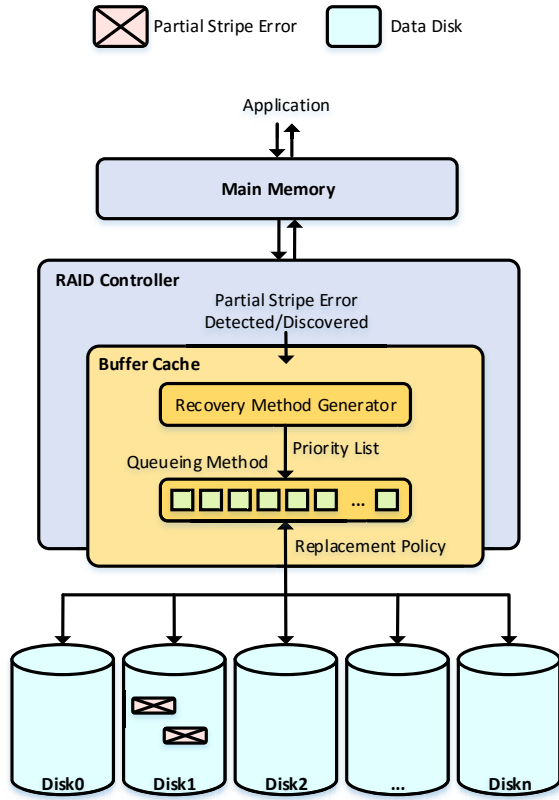 Partial Stripe Error
Data Disk
Application
Main Memory
RAID Controller
Partial Stripe Error
Detected/Discovered
Buffer Cache
Recovery Method Generator
Priority List
Queueing Method
...
Replacement Policy
Disk0
Disk1
Disk2
...
Diskn